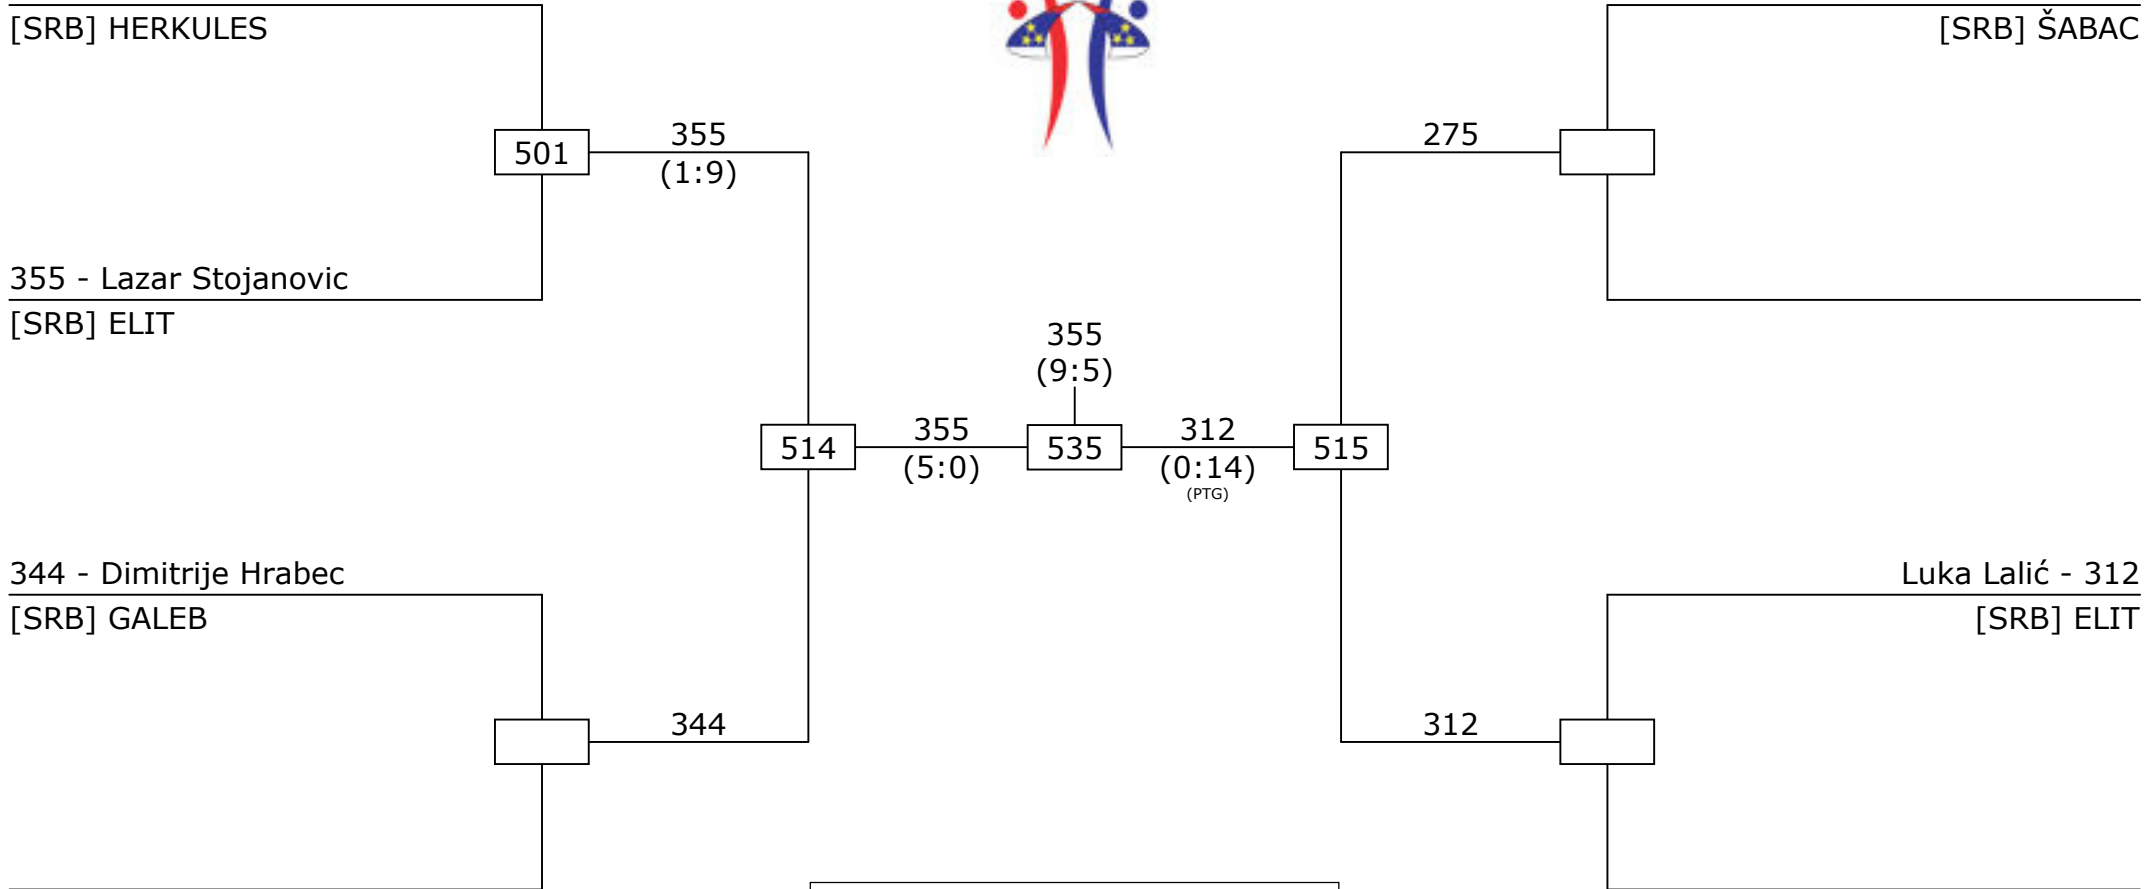 [SRB] HERKULES
[SRB] ŠABAC
501
355
(1:9)
275
355 - Lazar Stojanovic
[SRB] ELIT
355
(9:5)
514
355
(5:0)
535
312
(0:14)
(PTG)
515
344 - Dimitrije Hrabec
[SRB] GALEB
Luka Lalić - 312
[SRB] ELIT
344
312